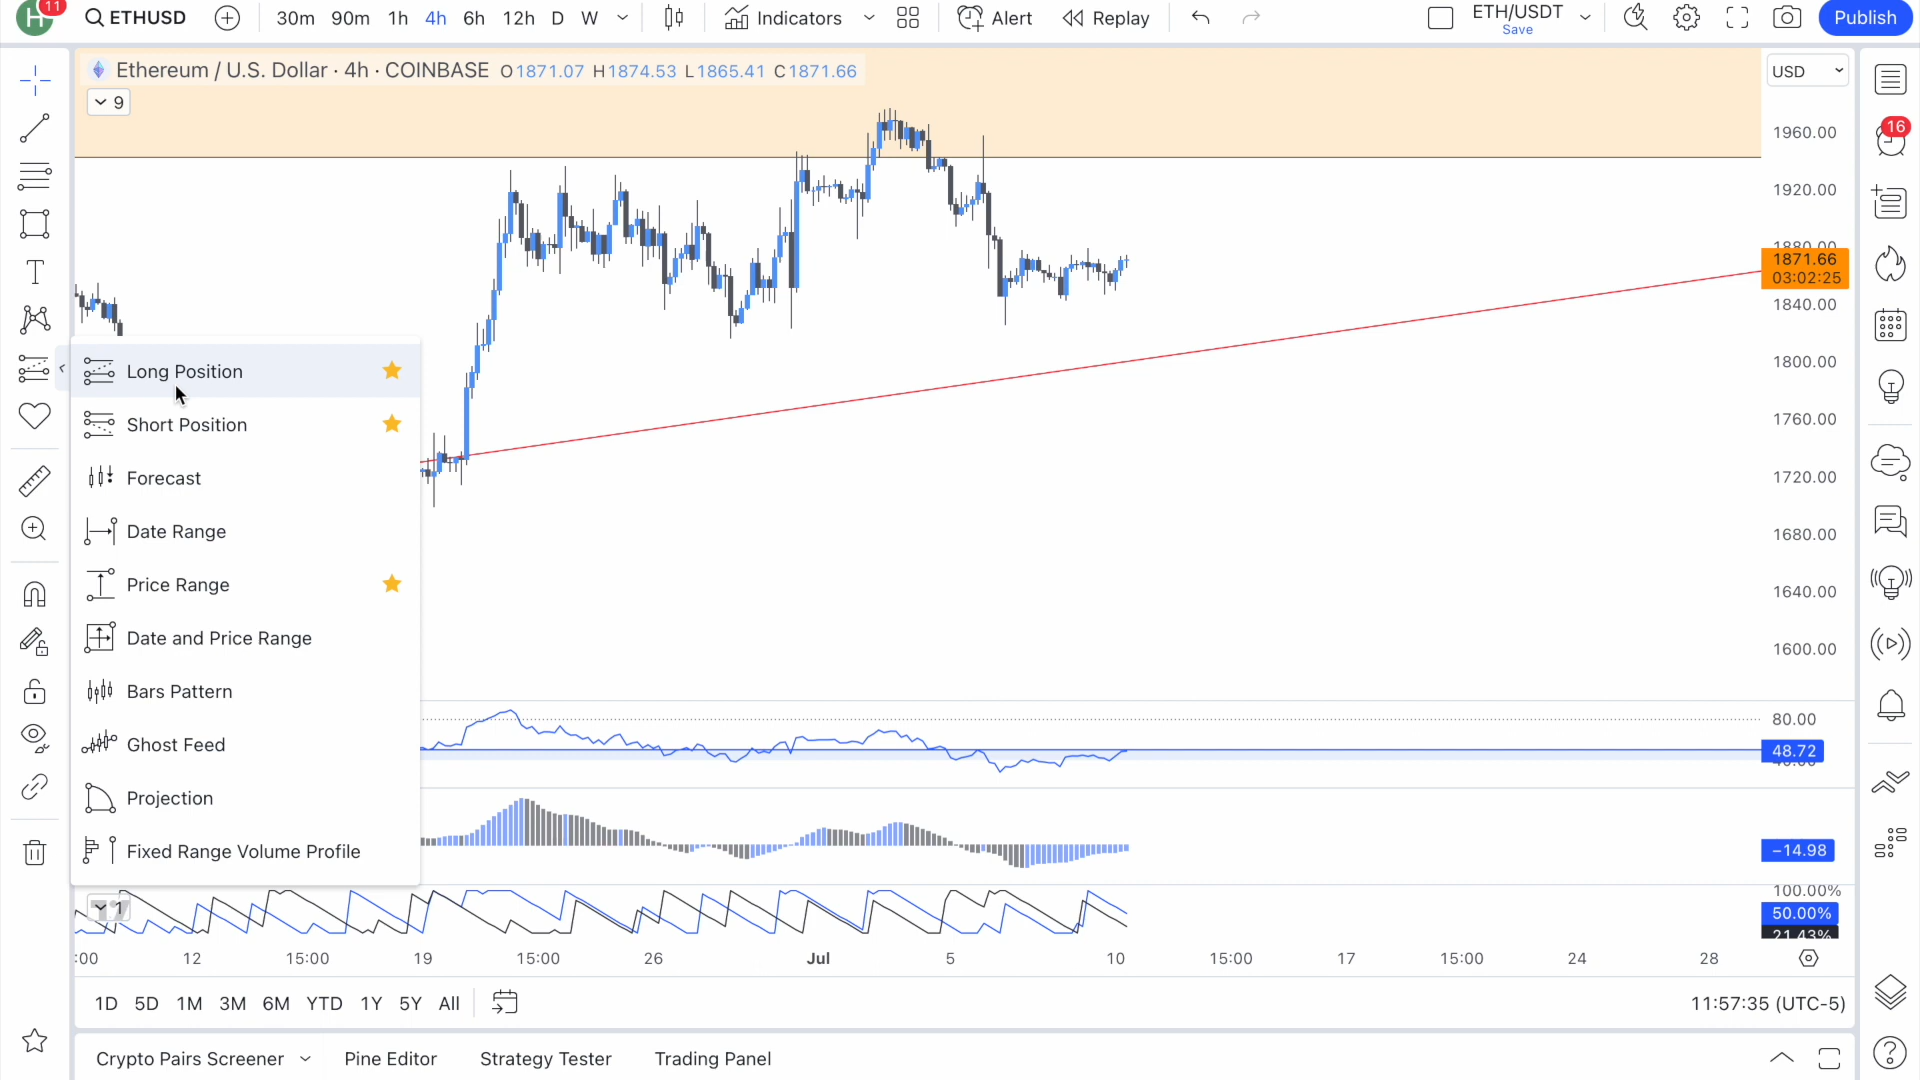 H 11 ETHUSD 30m 90m 1h 4h 6h 12h D W Indicators Alert Replay ETH/USDT Publish
Save
Ethereum / U.S. Dollar · 4h · COINBASE O1871.07 H1874.53 L1865.41 C1871.66 USD
9
1960.00
16
1920.00
1880.00
1871.66
03:02:25
1840.00
1800.00
1760.00
1720.00
1680.00
1640.00
1600.00
Long Position
Short Position
Forecast
Date Range
Price Range
Date and Price Range
Bars Pattern
Ghost Feed
Projection
Fixed Range Volume Profile
80.00
48.72
−14.98
100.00%
50.00%
21.43%
1
:00 12 15:00 19 15:00 26 Jul 5 10 15:00 17 15:00 24 28
1D 5D 1M 3M 6M YTD 1Y 5Y All 11:57:35 (UTC-5)
Crypto Pairs Screener Pine Editor Strategy Tester Trading Panel